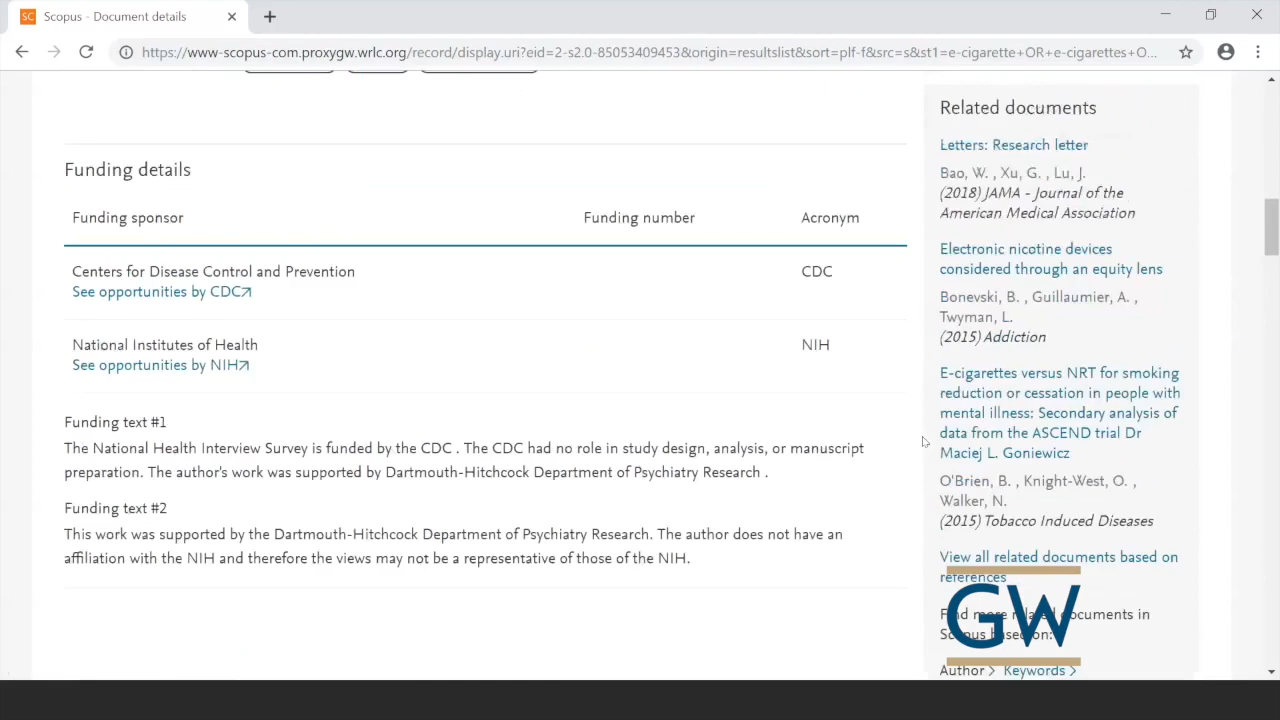 SC Scopus - Document details
https://www-scopus-com.proxygw.wrlc.org/record/display.uri?eid=2-s2.0-85053409453&origin=resultslist&sort=plf-f&src=s&st1=e-cigarette+OR+e-cigarettes+O...
Funding details
Funding sponsor Funding number Acronym
Centers for Disease Control and Prevention CDC
See opportunities by CDC↗
National Institutes of Health NIH
See opportunities by NIH↗
Funding text #1
The National Health Interview Survey is funded by the CDC . The CDC had no role in study design, analysis, or manuscript
preparation. The author's work was supported by Dartmouth-Hitchcock Department of Psychiatry Research .
Funding text #2
This work was supported by the Dartmouth-Hitchcock Department of Psychiatry Research. The author does not have an
affiliation with the NIH and therefore the views may not be a representative of those of the NIH.
Related documents
Letters: Research letter
Bao, W. , Xu, G. , Lu, J.
(2018) JAMA - Journal of the
American Medical Association
Electronic nicotine devices
considered through an equity lens
Bonevski, B. , Guillaumier, A. ,
Twyman, L.
(2015) Addiction
E-cigarettes versus NRT for smoking
reduction or cessation in people with
mental illness: Secondary analysis of
data from the ASCEND trial Dr
Maciej L. Goniewicz
O'Brien, B. , Knight-West, O. ,
Walker, N.
(2015) Tobacco Induced Diseases
View all related documents based on
references
Find more related documents in
Scopus based on:
Author > Keywords >
GW